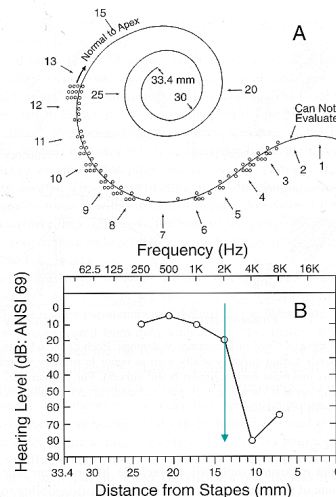 A
15
Normal to Apex
13
33.4 mm
25
20
30
12
Can Not
Evaluate
11
10
9
8
7
6
5
4
3
2
1
Frequency (Hz)
62.5 125 250 500 1K 2K 4K 8K 16K
B
Hearing Level (dB: ANSI 69)
0
10
20
30
40
50
60
70
80
90
33.4 30 25 20 15 10 5 0
Distance from Stapes (mm)